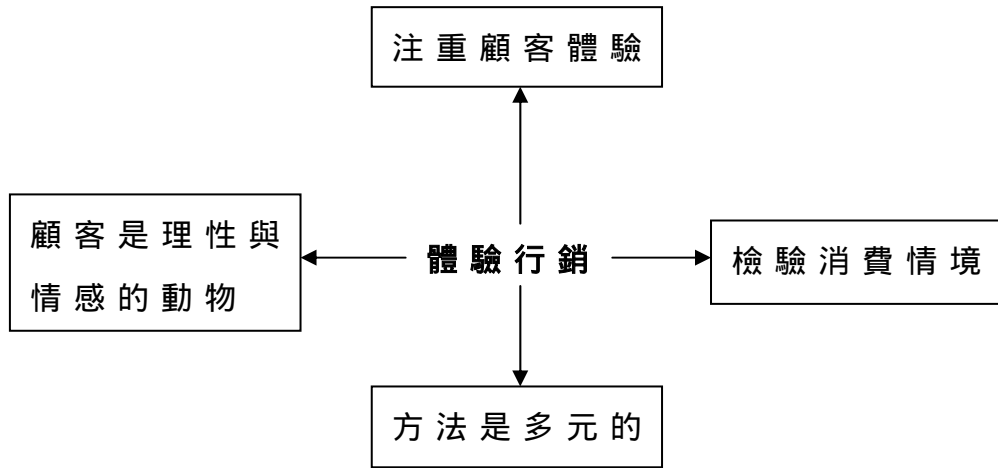 注重顧客體驗
顧客是理性與
情感的動物
體驗行銷
檢驗消費情境
方法是多元的